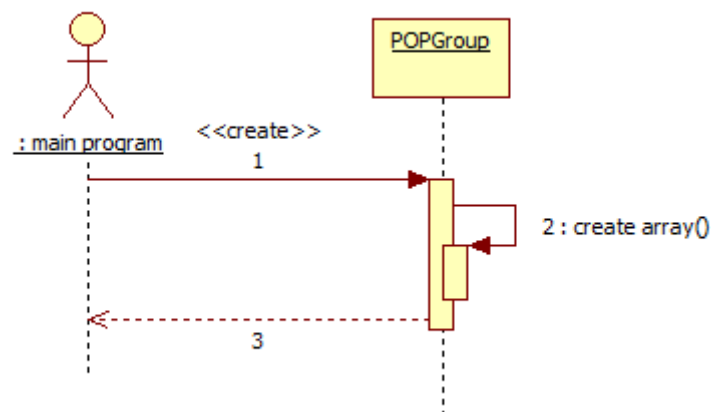 POPGroup
: main program
<<create>>
1
2 : create array()
3